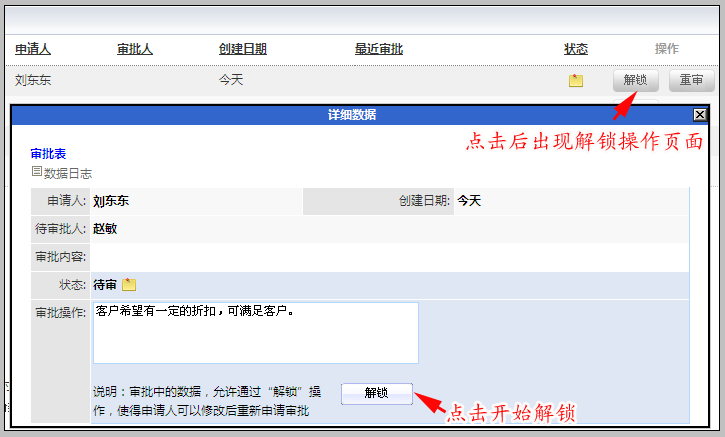 申请人 审批人 创建日期 最近审批 状态 操作
刘东东 今天 解锁 重审
详细数据
点击后出现解锁操作页面
审批表
数据日志
申请人: 刘东东 创建日期: 今天
待审批人: 赵敏
审批内容:
状态: 待审
审批操作: 客户希望有一定的折扣，可满足客户。
说明：审批中的数据，允许通过“解锁”操
作，使得申请人可以修改后重新申请审批
解锁
点击开始解锁